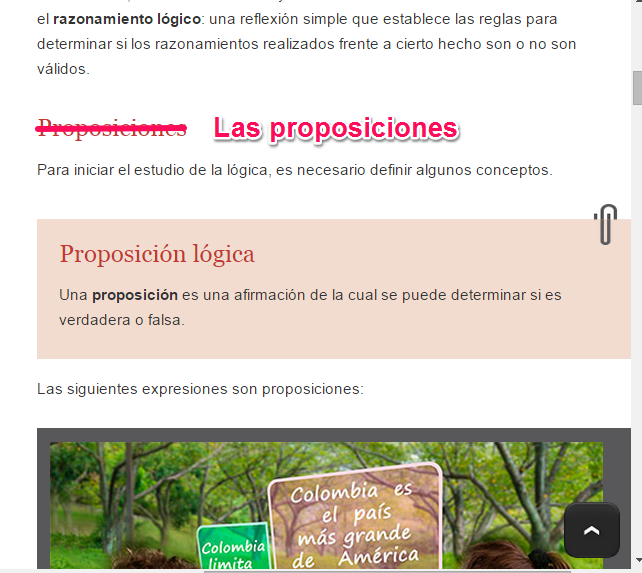 el razonamiento lógico: una reflexión simple que establece las reglas para
determinar si los razonamientos realizados frente a cierto hecho son o no son
válidos.
Proposiciones Las proposiciones
Para iniciar el estudio de la lógica, es necesario definir algunos conceptos.
Proposición lógica
Una proposición es una afirmación de la cual se puede determinar si es
verdadera o falsa.
Las siguientes expresiones son proposiciones:
Colombia es
el país
más grande
de América
Colombia
limita